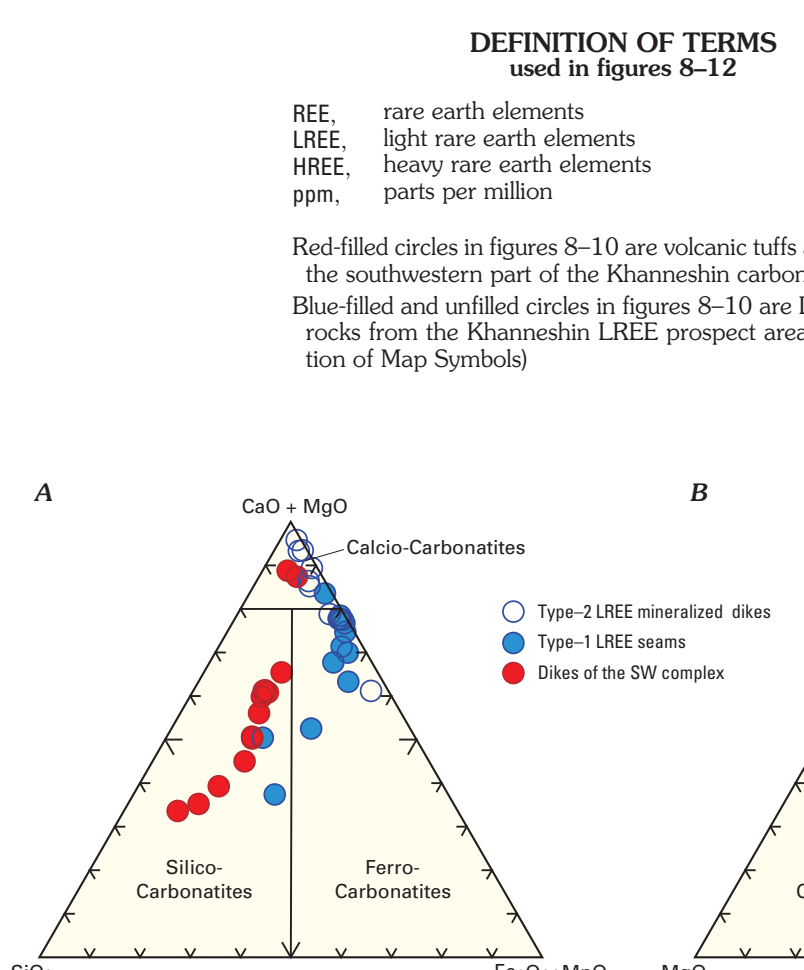 DEFINITION OF TERMS
used in figures 8–12
REE, rare earth elements
LREE, light rare earth elements
HREE, heavy rare earth elements
ppm, parts per million
Red-filled circles in figures 8–10 are volcanic tuffs
the southwestern part of the Khanneshin
Blue-filled and unfilled circles in figures 8–10 are
rocks from the Khanneshin LREE prospect area
tion of Map Symbols)
A
B
CaO + MgO
Calcio-Carbonatites
Type–2 LREE mineralized dikes
Type–1 LREE seams
Dikes of the SW complex
Silico-
Carbonatites
Ferro-
Carbonatites